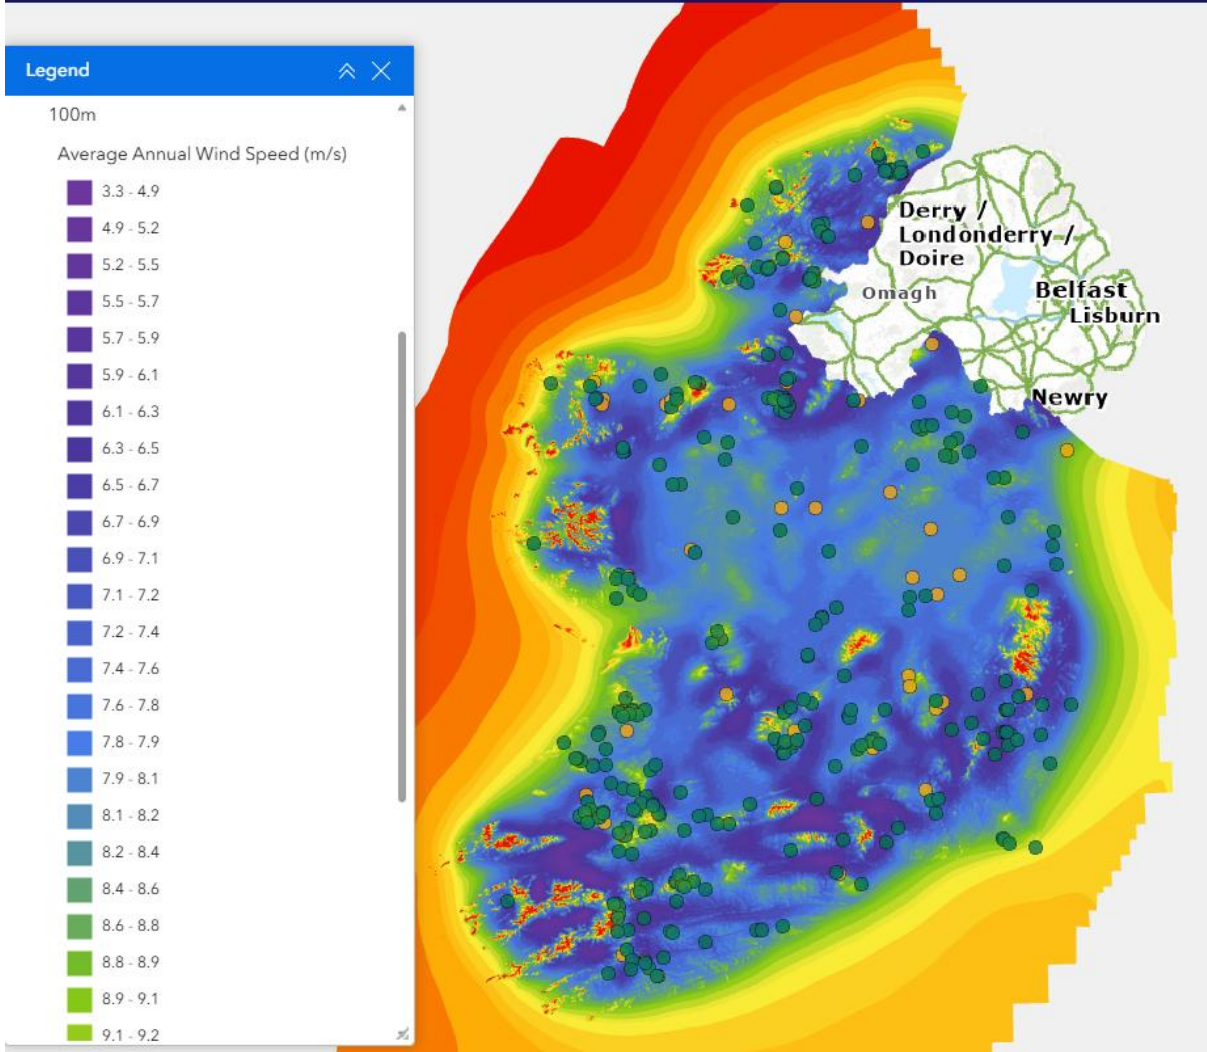 Legend
100m
Average Annual Wind Speed (m/s)
3.3 - 4.9
4.9 - 5.2
5.2 - 5.5
5.5 - 5.7
5.7 - 5.9
5.9 - 6.1
6.1 - 6.3
6.3 - 6.5
6.5 - 6.7
6.7 - 6.9
6.9 - 7.1
7.1 - 7.2
7.2 - 7.4
7.4 - 7.6
7.6 - 7.8
7.8 - 7.9
7.9 - 8.1
8.1 - 8.2
8.2 - 8.4
8.4 - 8.6
8.6 - 8.8
8.8 - 8.9
8.9 - 9.1
9.1 - 9.2
Derry /
Londonderry /
Doire
Omagh
Belfast
Lisburn
Newry